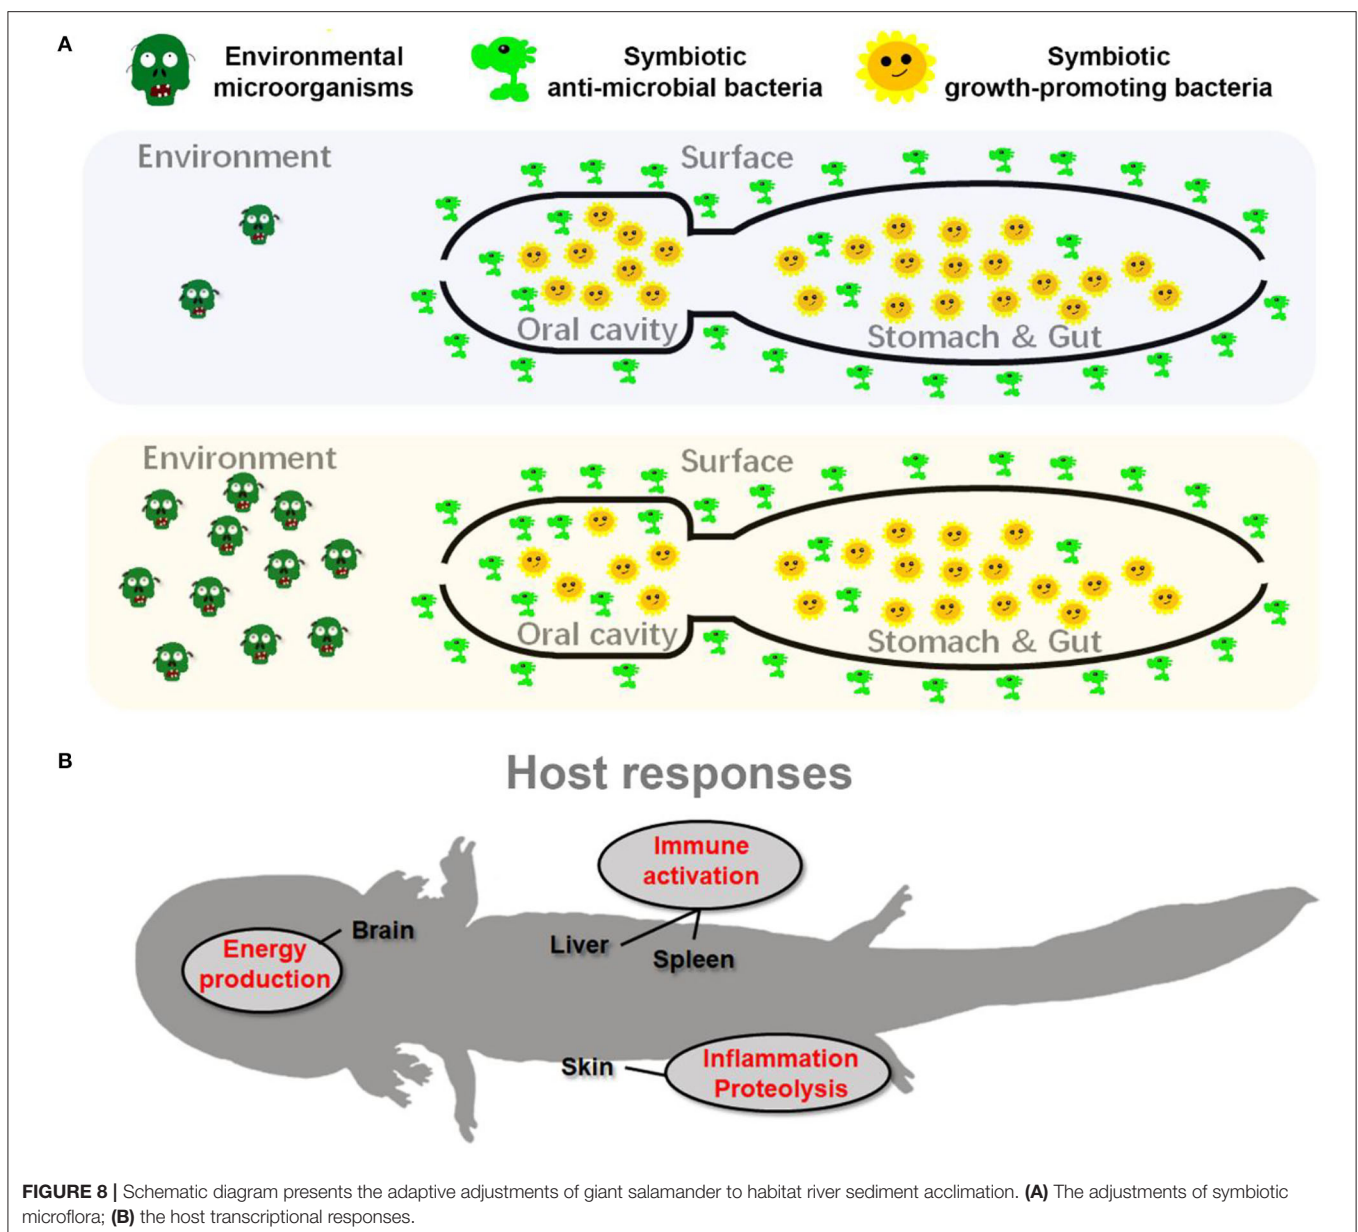 A
Environmental
microorganisms
Symbiotic
anti-microbial bacteria
Symbiotic
growth-promoting bacteria
Environment
Surface
Oral cavity
Stomach & Gut
Environment
Surface
Oral cavity
Stomach & Gut
B
Host responses
Immune
activation
Brain
Energy
production
Liver
Spleen
Skin
Inflammation
Proteolysis
FIGURE 8 | Schematic diagram presents the adaptive adjustments of giant salamander to habitat river sediment acclimation. (A) The adjustments of symbiotic
microflora; (B) the host transcriptional responses.